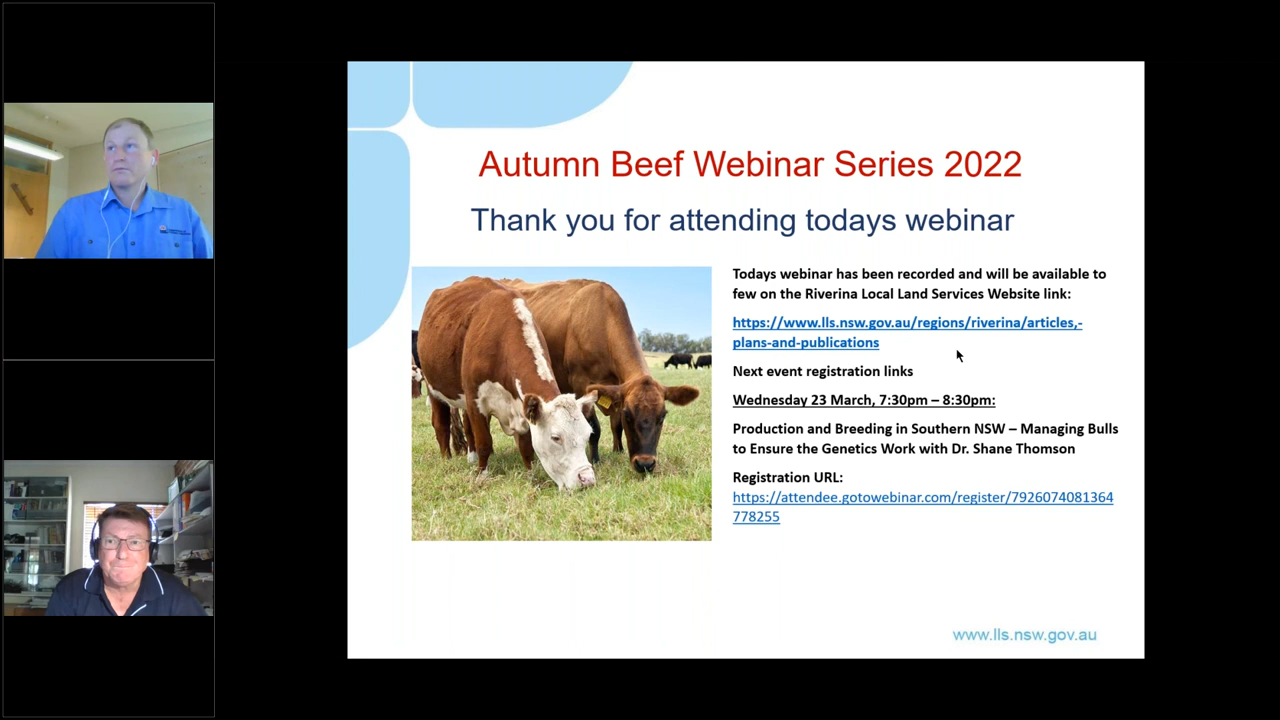 Autumn Beef Webinar Series 2022
Thank you for attending todays webinar
Todays webinar has been recorded and will be available to
few on the Riverina Local Land Services Website link:
https://www.lls.nsw.gov.au/regions/riverina/articles,-
plans-and-publications
Next event registration links
Wednesday 23 March, 7:30pm – 8:30pm:
Production and Breeding in Southern NSW – Managing Bulls
to Ensure the Genetics Work with Dr. Shane Thomson
Registration URL:
https://attendee.gotowebinar.com/register/7926074081364
778255
www.lls.nsw.gov.au